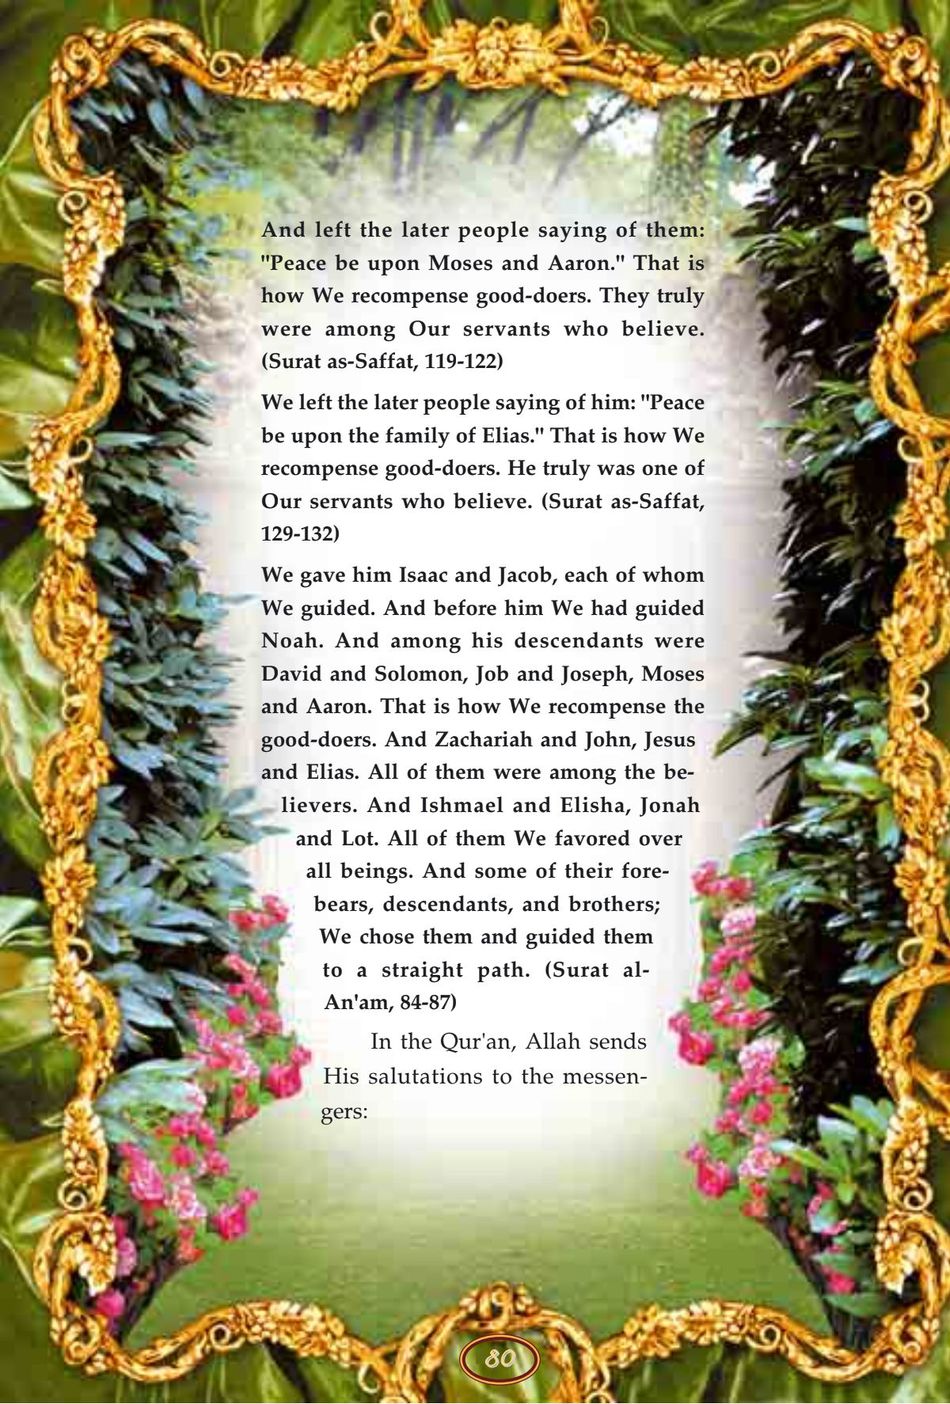 And left the later people saying of them:
"Peace be upon Moses and Aaron." That is
how We recompense good-doers. They truly
were among Our servants who believe.
(Surat as-Saffat, 119-122)
We left the later people saying of him: "Peace
be upon the family of Elias." That is how We
recompense good-doers. He truly was one of
Our servants who believe. (Surat as-Saffat,
129-132)
We gave him Isaac and Jacob, each of whom
We guided. And before him We had guided
Noah. And among his descendants were
David and Solomon, Job and Joseph, Moses
and Aaron. That is how We recompense the
good-doers. And Zachariah and John, Jesus
and Elias. All of them were among the be-
lievers. And Ishmael and Elisha, Jonah
and Lot. All of them We favored over
all beings. And some of their fore-
bears, descendants, and brothers;
We chose them and guided them
to a straight path. (Surat al-
An'am, 84-87)
In the Qur'an, Allah sends
His salutations to the messen-
gers:
80